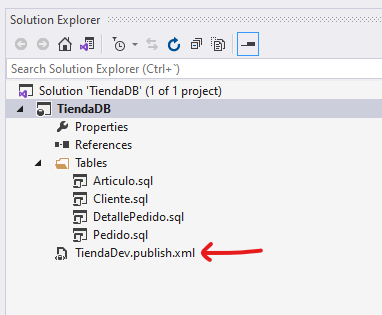 Solution Explorer
Search Solution Explorer (Ctrl+`)
Solution 'TiendaDB' (1 of 1 project)
TiendaDB
Properties
References
Tables
Articulo.sql
Cliente.sql
DetallePedido.sql
Pedido.sql
TiendaDev.publish.xml